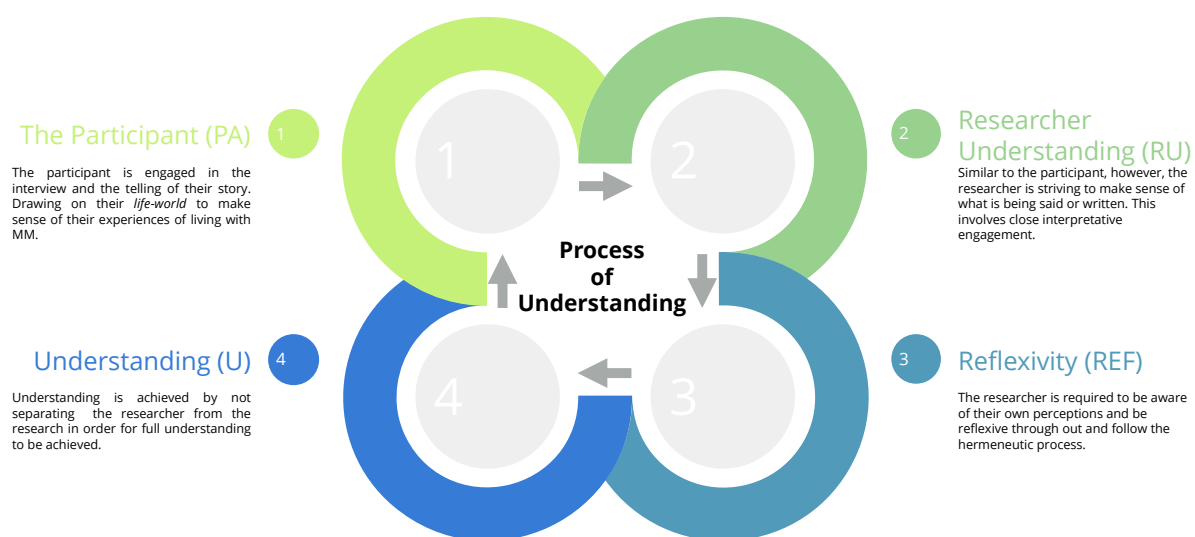 The Participant (PA)
1
The participant is engaged in the
interview and the telling of their story.
Drawing on their life-world to make
sense of their experiences of living with
MM.
1
2
2
Researcher
Understanding (RU)
Similar to the participant, however, the
researcher is striving to make sense of
what is being said or written. This
involves close interpretative
engagement.
Process
of
Understanding
Understanding (U)
4
Understanding is achieved by not
separating the researcher from the
research in order for full understanding
to be achieved.
4
3
3
Reflexivity (REF)
The researcher is required to be aware
of their own perceptions and be
reflexive through out and follow the
hermeneutic process.